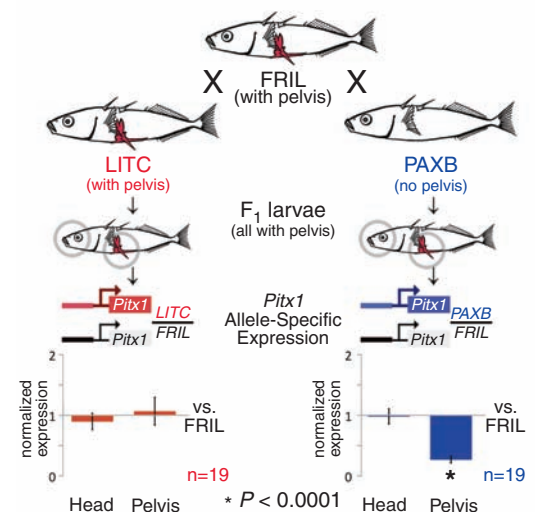 X FRIL X
(with pelvis)
LITC
(with pelvis)
PAXB
(no pelvis)
F1 larvae
(all with pelvis)
Pitx1
LITC
FRIL
Pitx1
Pitx1
Allele-Specific
Expression
Pitx1
PAXB
FRIL
Pitx1
normalized
expression
2
1
0
vs.
FRIL
n=19
Head Pelvis
* P < 0.0001
normalized
expression
2
1
0
vs.
FRIL
*
n=19
Head Pelvis